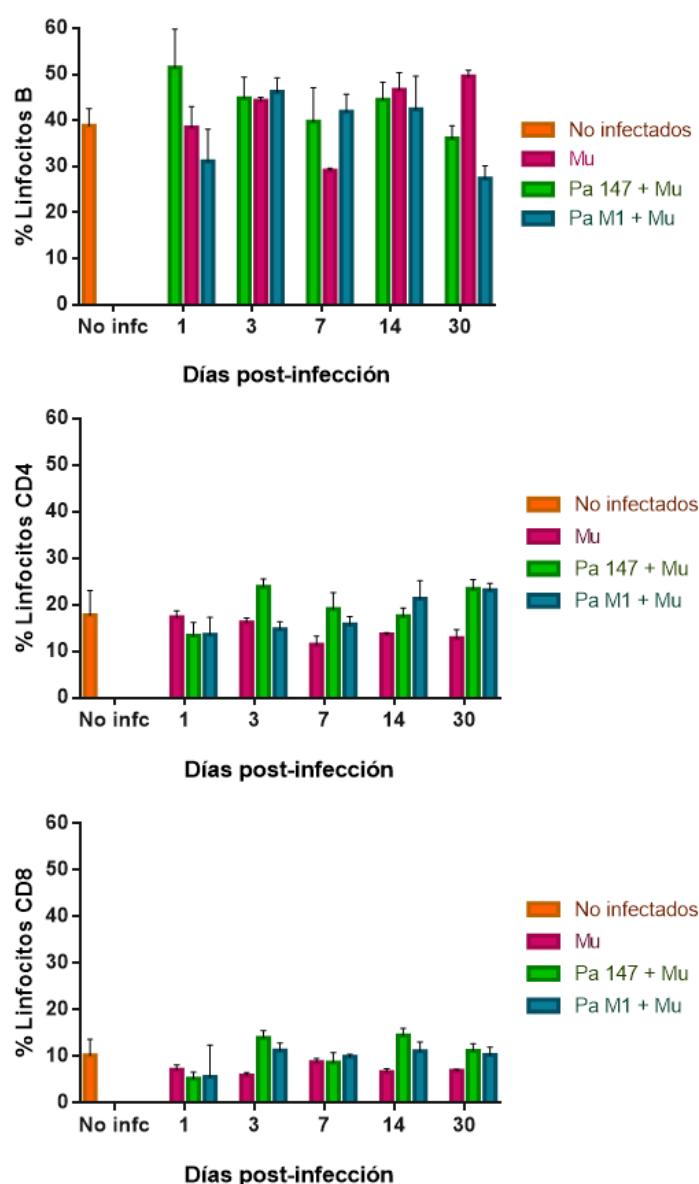 % Linfocitos B
60
50
40
30
20
10
0
No infc 1 3 7 14 30
Días post-infección
No infectados
Mu
Pa 147 + Mu
Pa M1 + Mu
% Linfocitos CD4
60
50
40
30
20
10
0
No infc 1 3 7 14 30
Días post-infección
No infectados
Mu
Pa 147 + Mu
Pa M1 + Mu
% Linfocitos CD8
60
50
40
30
20
10
0
No infc 1 3 7 14 30
Días post-infección
No infectados
Mu
Pa 147 + Mu
Pa M1 + Mu